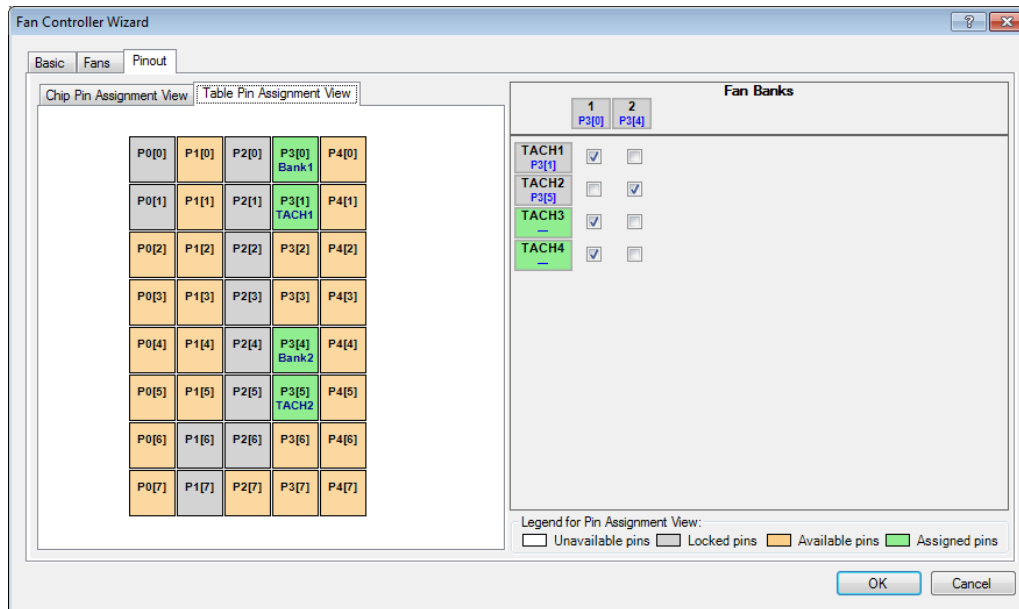 Fan Controller Wizard
Basic Fans Pinout
Chip Pin Assignment View Table Pin Assignment View
P0[0] P1[0] P2[0] P3[0] P4[0]
Bank1
P0[1] P1[1] P2[1] P3[1] P4[1]
TACH1
P0[2] P1[2] P2[2] P3[2] P4[2]
P0[3] P1[3] P2[3] P3[3] P4[3]
P0[4] P1[4] P2[4] P3[4] P4[4]
Bank2
P0[5] P1[5] P2[5] P3[5] P4[5]
TACH2
P0[6] P1[6] P2[6] P3[6] P4[6]
P0[7] P1[7] P2[7] P3[7] P4[7]
Fan Banks
1 2
P3[0] P3[4]
TACH1
P3[1]
TACH2
P3[5]
TACH3
—
TACH4
—
Legend for Pin Assignment View:
Unavailable pins Locked pins Available pins Assigned pins
OK Cancel